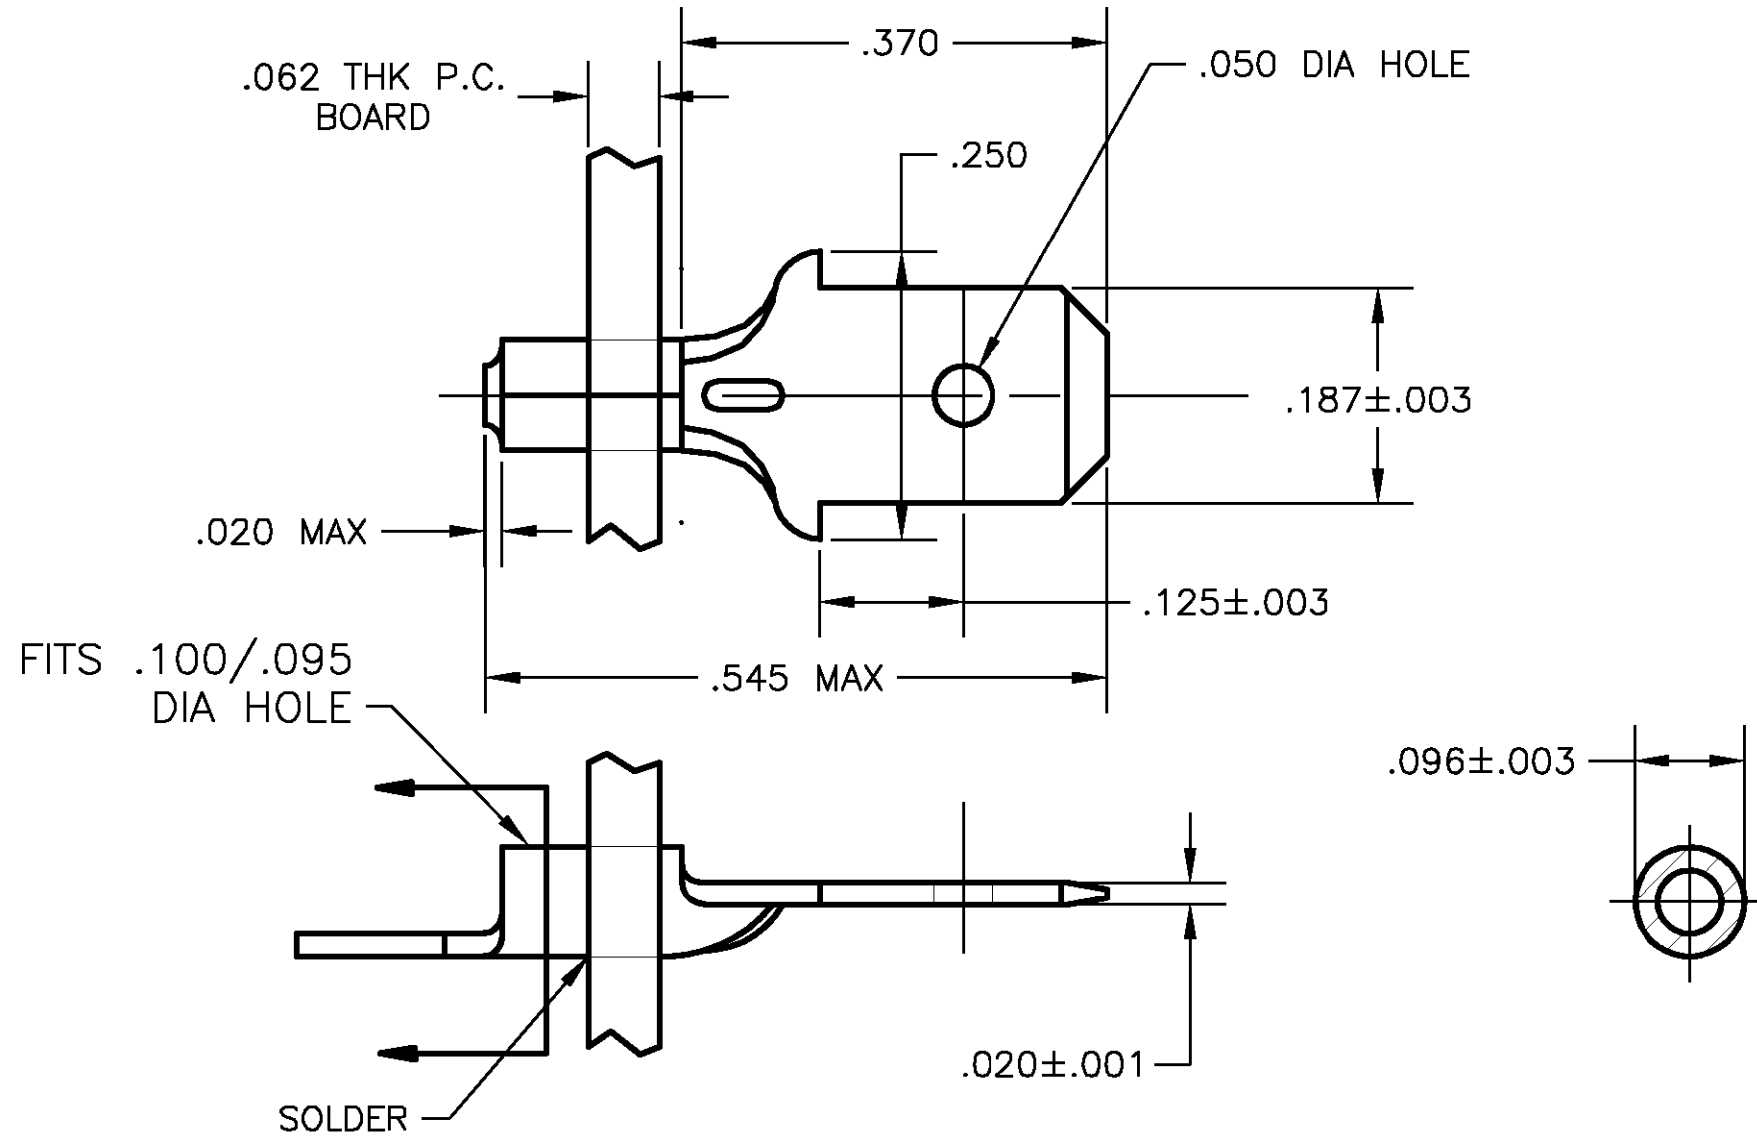 .370
.062 THK P.C.
BOARD
.050 DIA HOLE
.250
.187±.003
.020 MAX
.125±.003
FITS .100/.095
DIA HOLE
.545 MAX
.096±.003
.020±.001
SOLDER